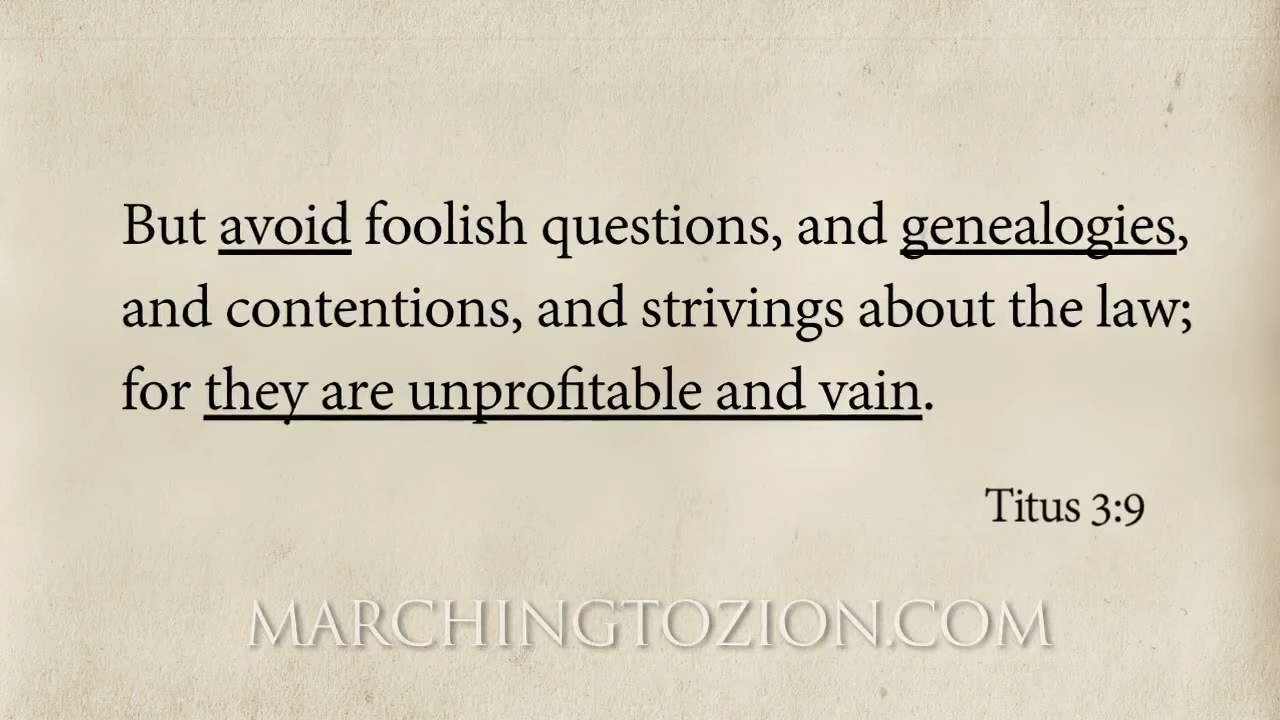 But avoid foolish questions, and genealogies,
and contentions, and strivings about the law;
for they are unprofitable and vain.
Titus 3:9
MARCHINGTOZION.COM